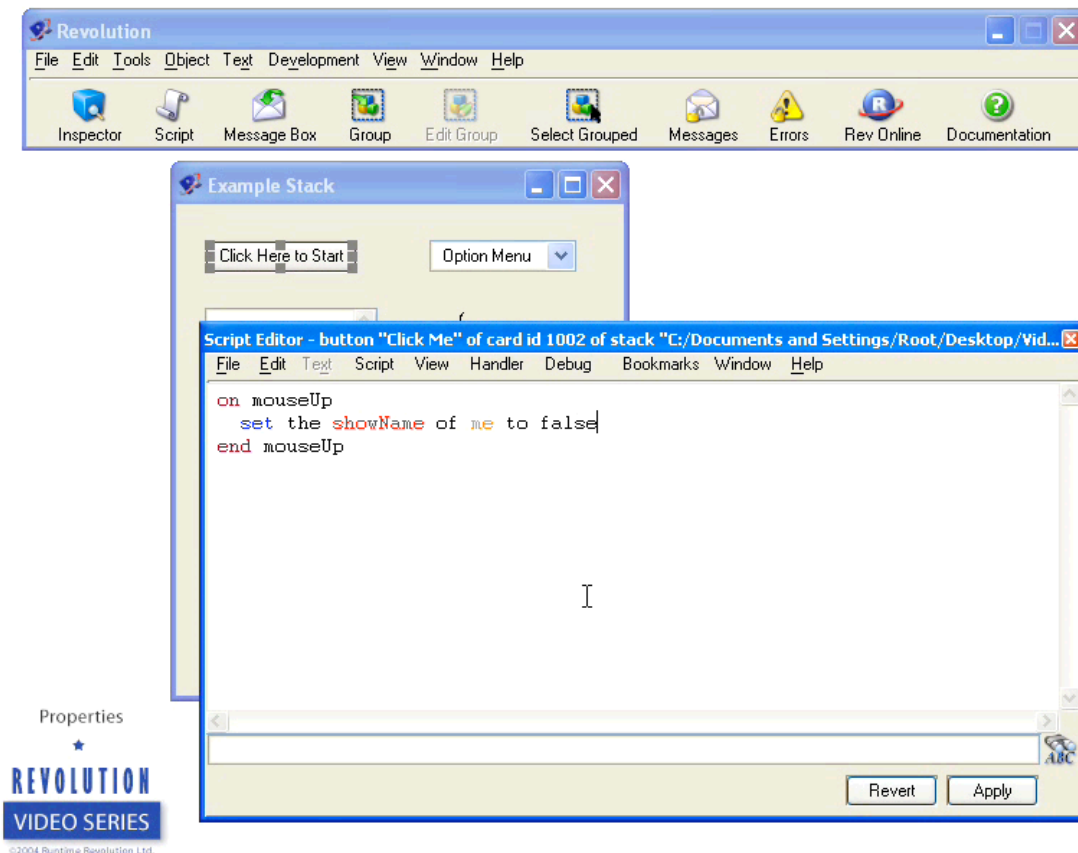 Revolution
File Edit Tools Object Text Development View Window Help
Inspector Script Message Box Group Edit Group Select Grouped Messages Errors Rev Online Documentation
Example Stack
Click Here to Start
Option Menu
Script Editor - button "Click Me" of card id 1002 of stack "C:/Documents and Settings/Root/Desktop/Vid...
File Edit Text Script View Handler Debug Bookmarks Window Help
on mouseUp
set the showName of me to false
end mouseUp
ABC
Revert Apply
Properties
REVOLUTION
VIDEO SERIES
©2004 Runtime Revolution Ltd